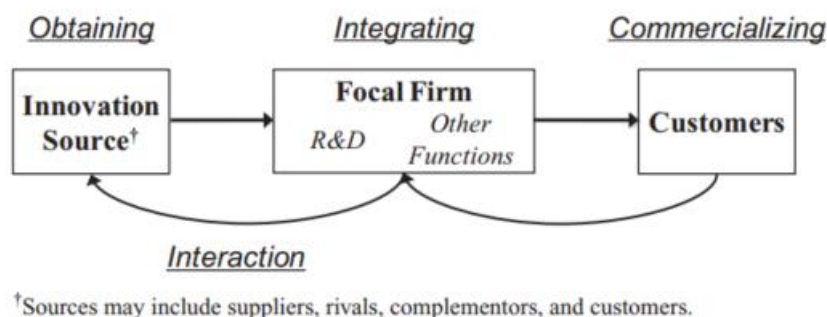 Obtaining
Integrating
Commercializing
Innovation
Source†
Focal Firm
R&D
Other
Functions
Customers
Interaction
†Sources may include suppliers, rivals, complementors, and customers.